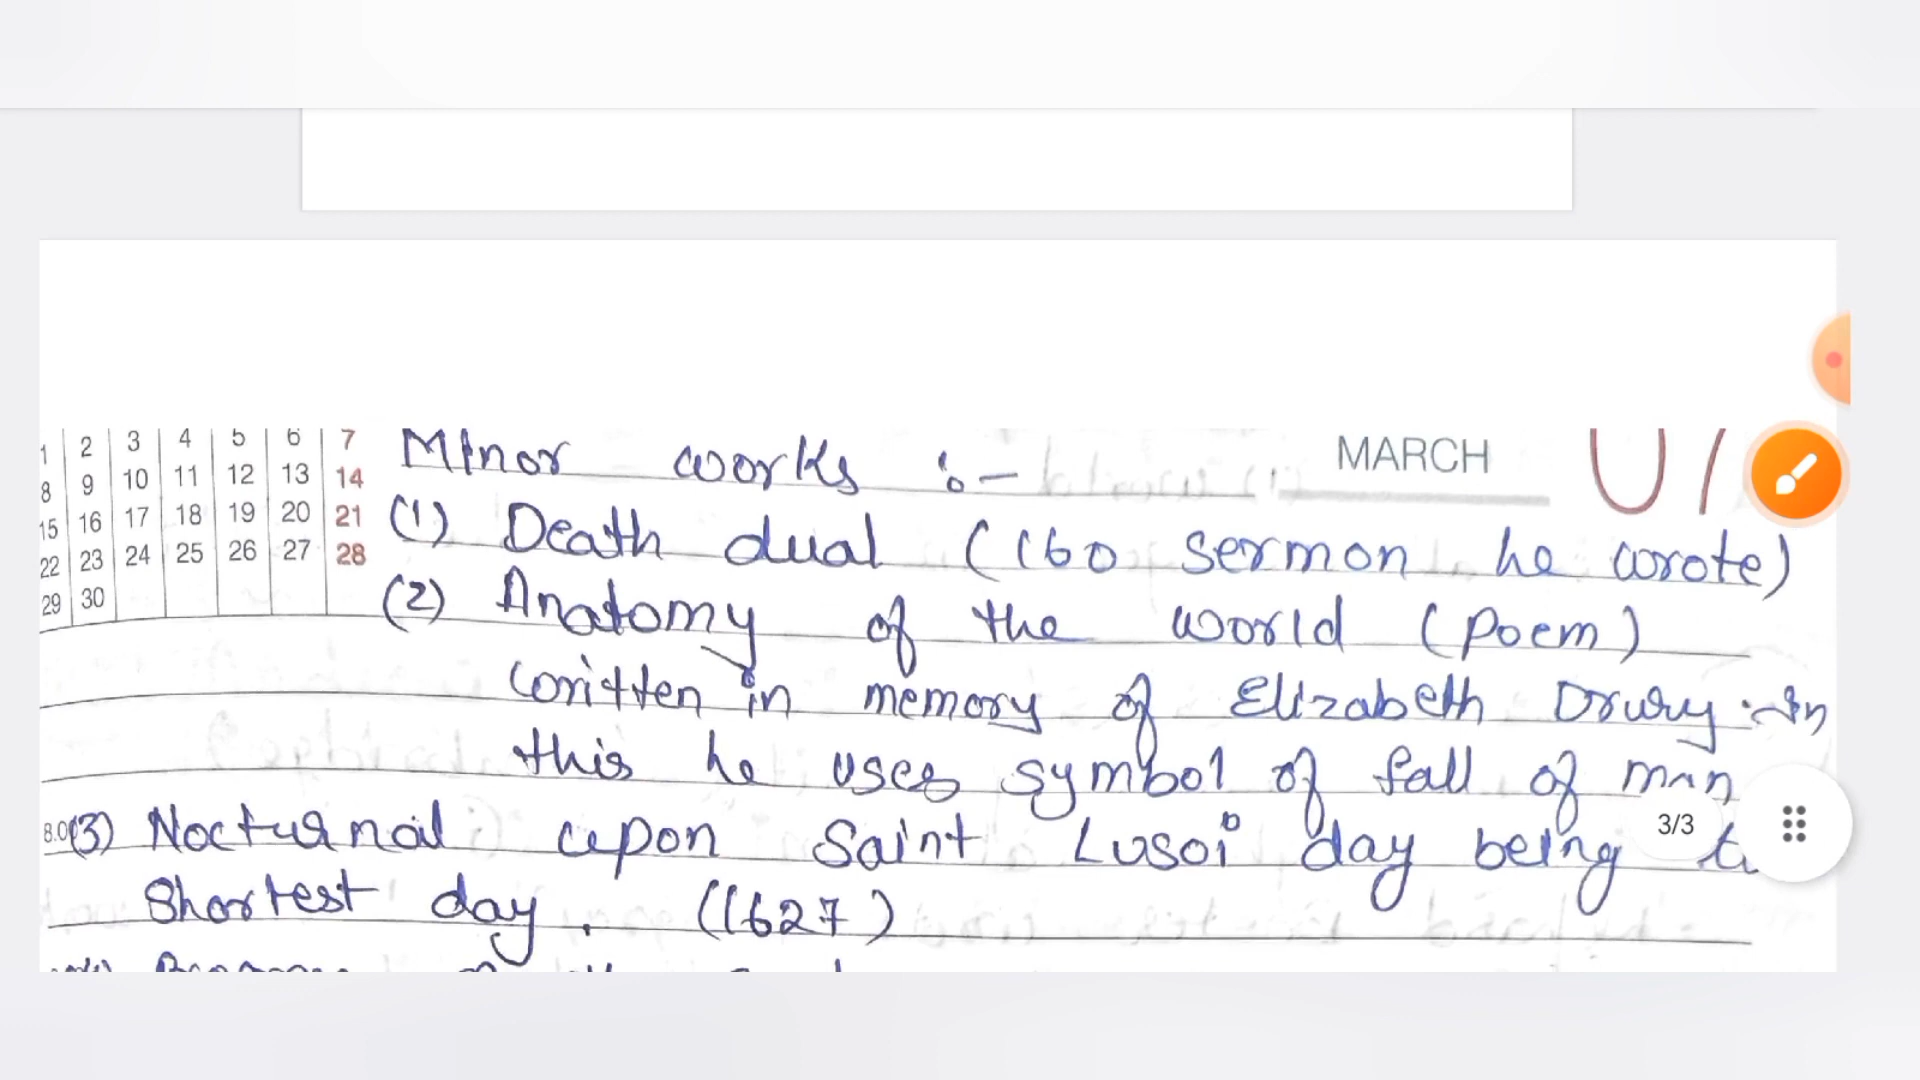 1 2 3 4 5 6 7
8 9 10 11 12 13 14
15 16 17 18 19 20 21
22 23 24 25 26 27 28
29 30
MARCH
Minor works :-
(1) Death dual (160 Sermon he wrote)
(2) Anatomy of the world (poem)
written in memory of Elizabeth Drury. In
this he uses symbol of fall of man
8.0(3) Nocturnal upon Saint Lusoi day being
Shortest day. (1627)
3/3